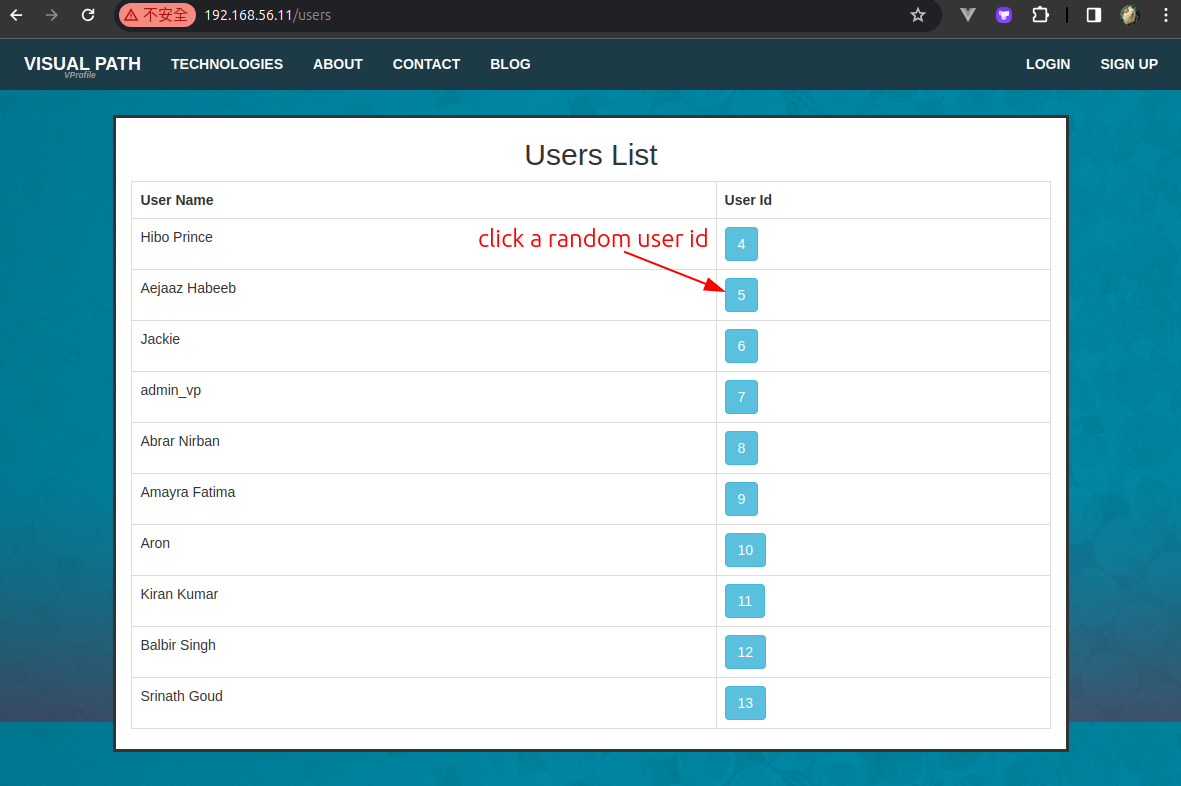 不安全 192.168.56.11/users
VISUAL PATH TECHNOLOGIES ABOUT CONTACT BLOG LOGIN SIGN UP
VProfile
Users List
User Name User Id
Hibo Prince 4
click a random user id
Aejaaz Habeeb 5
Jackie 6
admin_vp 7
Abrar Nirban 8
Amayra Fatima 9
Aron 10
Kiran Kumar 11
Balbir Singh 12
Srinath Goud 13